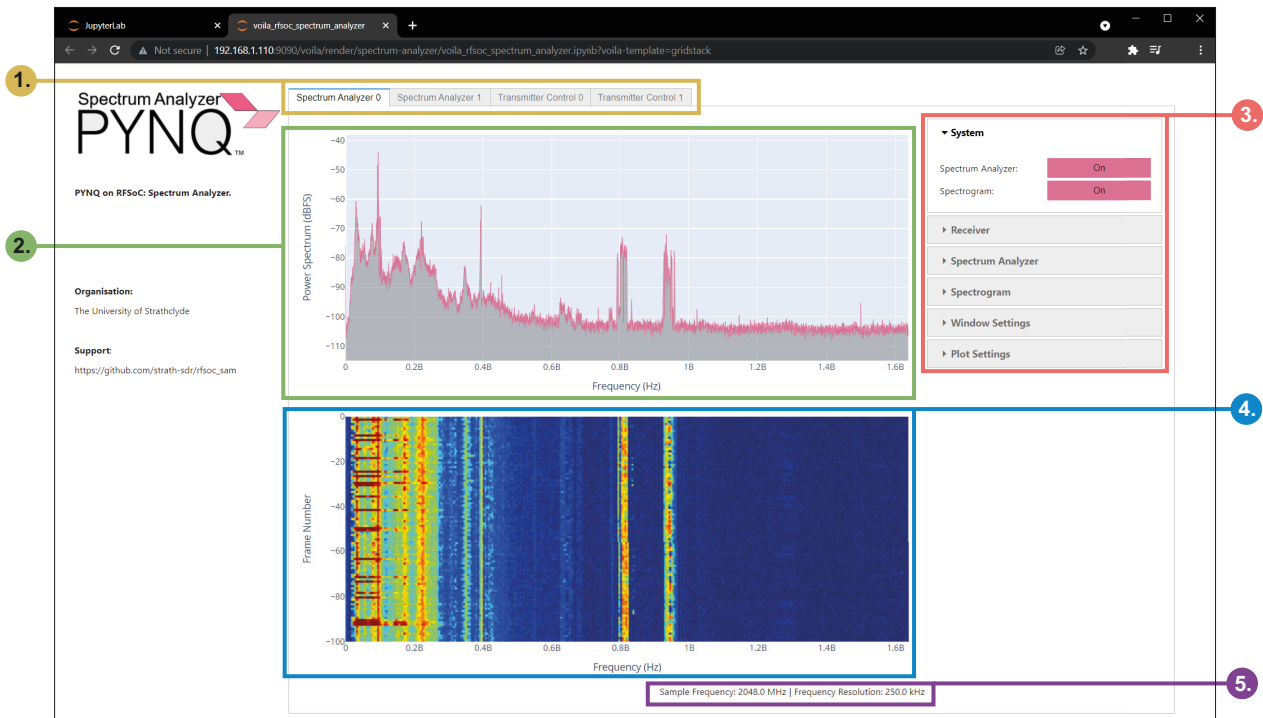 JupyterLab
voila_rfsoc_spectrum_analyzer
Not secure | 192.168.1.110:9090/voila/render/spectrum-analyzer/voila_rfsoc_spectrum_analyzer.ipynb?voila-template=gridstack
1.
Spectrum Analyzer
PYNQ
TM
PYNQ on RFSoC: Spectrum Analyzer.
Organisation:
The University of Strathclyde
Support:
https://github.com/strath-sdr/rfsoc_sam
Spectrum Analyzer 0
Spectrum Analyzer 1
Transmitter Control 0
Transmitter Control 1
2.
Power Spectrum (dBFS)
−40
−50
−60
−70
−80
−90
−100
−110
0 0.2B 0.4B 0.6B 0.8B 1B 1.2B 1.4B 1.6B
Frequency (Hz)
3.
System
Spectrum Analyzer: On
Spectrogram: On
Receiver
Spectrum Analyzer
Spectrogram
Window Settings
Plot Settings
4.
Frame Number
0
−20
−40
−60
−80
−100
0 0.2B 0.4B 0.6B 0.8B 1B 1.2B 1.4B 1.6B
Frequency (Hz)
Sample Frequency: 2048.0 MHz | Frequency Resolution: 250.0 kHz
5.